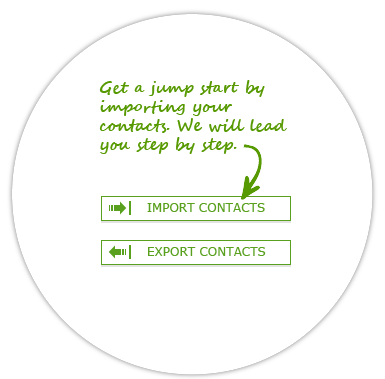 Get a jump start by
importing your
contacts. We will lead
you step by step.
IMPORT CONTACTS
EXPORT CONTACTS